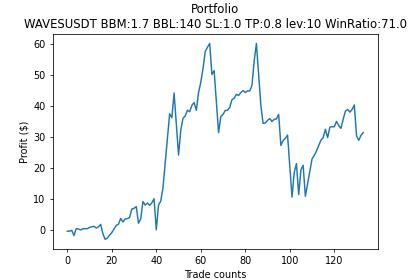 Portfolio
WAVESUSDT BBM:1.7 BBL:140 SL:1.0 TP:0.8 lev:10 WinRatio:71.0
60
50
40
30
20
10
0
Profit ($)
0 20 40 60 80 100 120
Trade counts